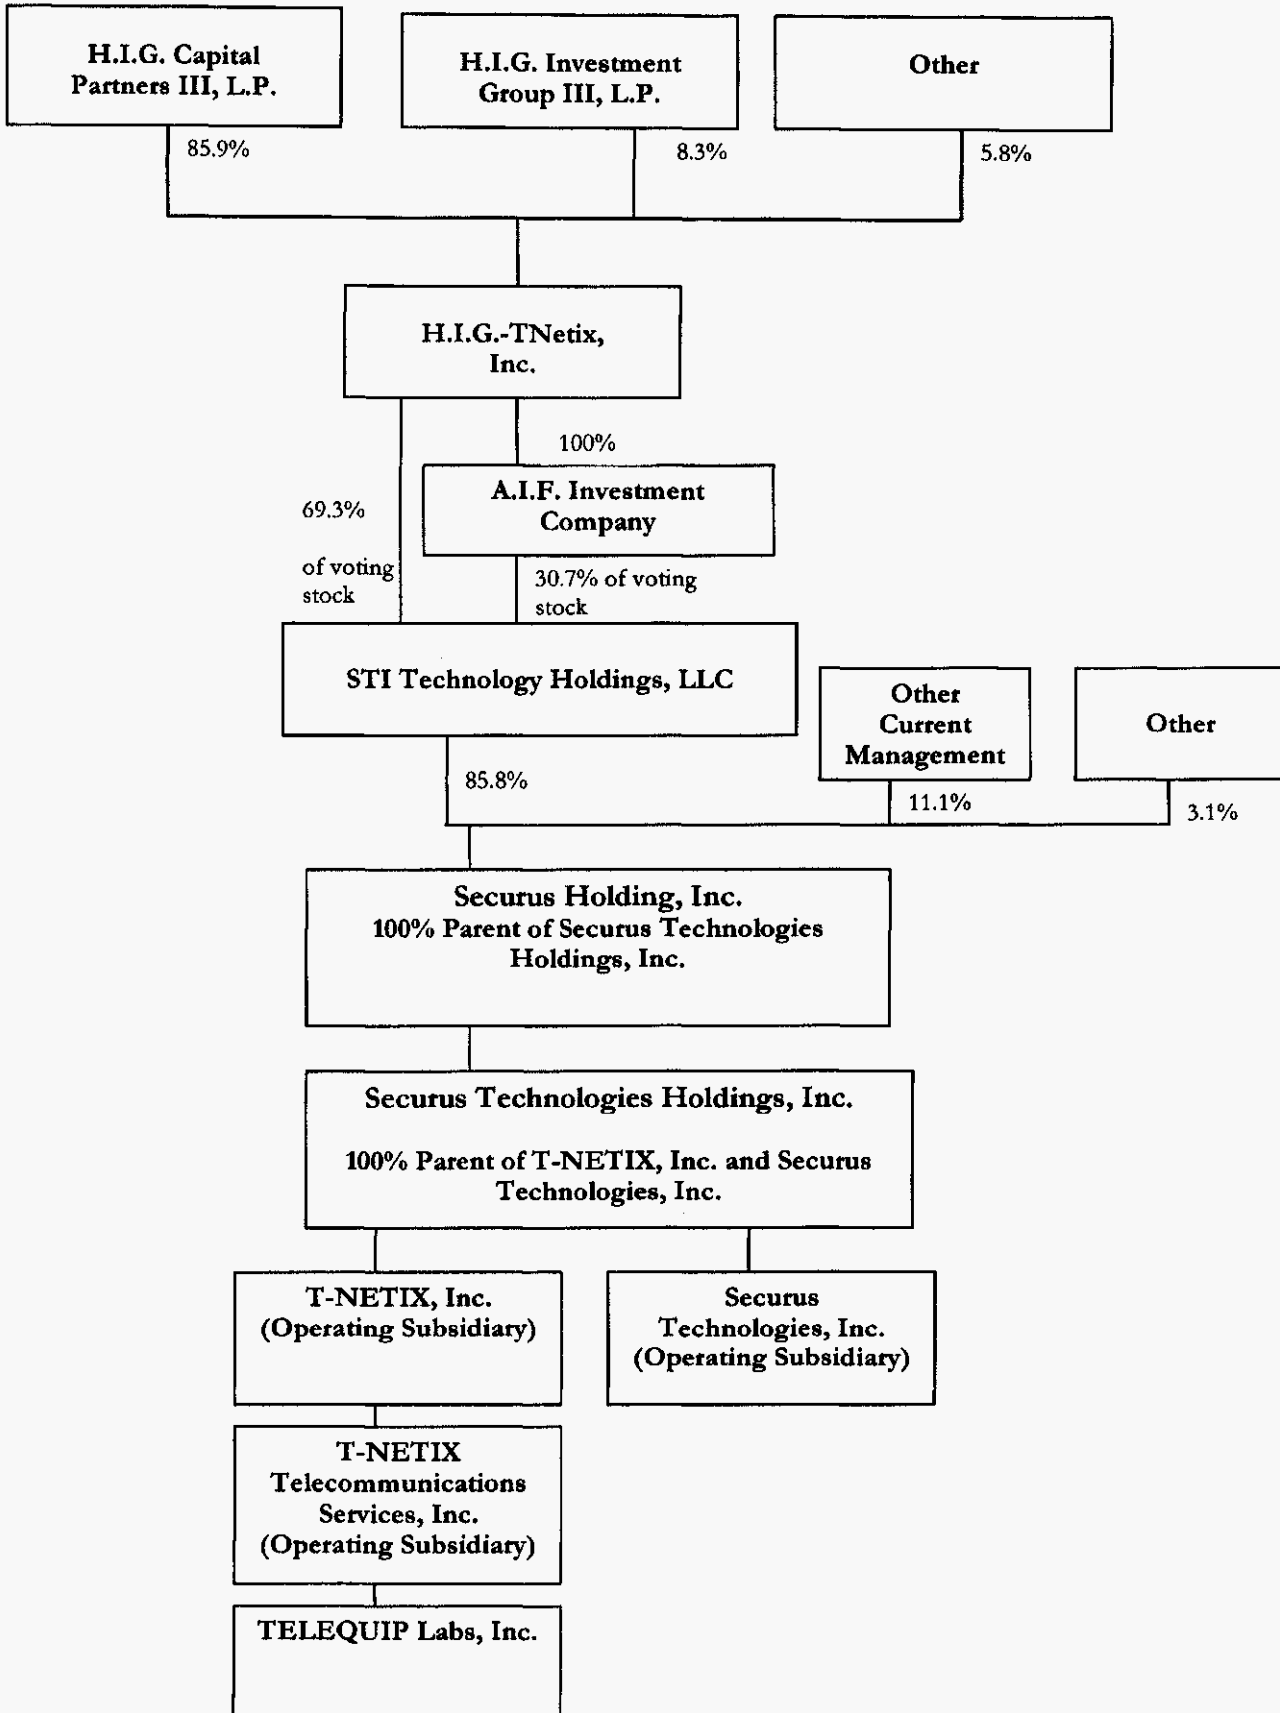 H.I.G. Capital
Partners III, L.P.
H.I.G. Investment
Group III, L.P.
Other
85.9%
8.3%
5.8%
H.I.G.-TNetix,
Inc.
100%
A.I.F. Investment
Company
69.3%
of voting
stock
30.7% of voting
stock
STI Technology Holdings, LLC
Other
Current
Management
Other
85.8%
11.1%
3.1%
Securus Holding, Inc.
100% Parent of Securus Technologies
Holdings, Inc.
Securus Technologies Holdings, Inc.
100% Parent of T-NETIX, Inc. and Securus
Technologies, Inc.
T-NETIX, Inc.
(Operating Subsidiary)
Securus
Technologies, Inc.
(Operating Subsidiary)
T-NETIX
Telecommunications
Services, Inc.
(Operating Subsidiary)
TELEQUIP Labs, Inc.